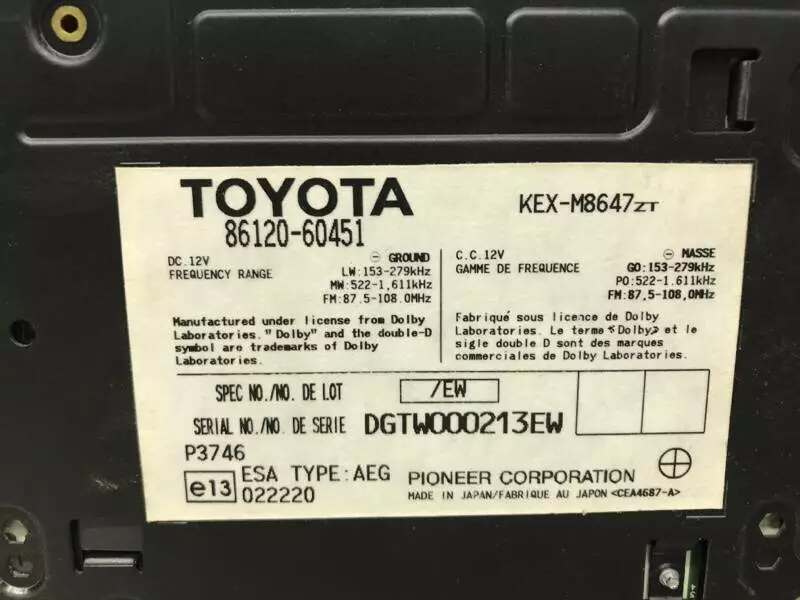 TOYOTA
86120-60451
KEX-M8647ZT
DC.12V
⊖ GROUND
FREQUENCY RANGE
LW:153-279kHz
MW:522-1,611kHz
FM:87.5-108.0MHz
C.C.12V
⊖ MASSE
GAMME DE FREQUENCE
GO:153-279kHz
PO:522-1.611kHz
FM:87,5-108,0MHz
Manufactured under license from Dolby
Laboratories. "Dolby" and the double-D
symbol are trademarks of Dolby
Laboratories.
Fabriqué sous licence de Dolby
Laboratories. Le terme «Dolby» et le
sigle double D sont des marques
commerciales de Dolby Laboratories.
SPEC NO./NO. DE LOT
/EW
SERIAL NO./NO. DE SERIE
DGTW000213EW
P3746
e13
ESA TYPE:AEG
022220
PIONEER CORPORATION
MADE IN JAPAN/FABRIQUE AU JAPON <CEA4687-A>